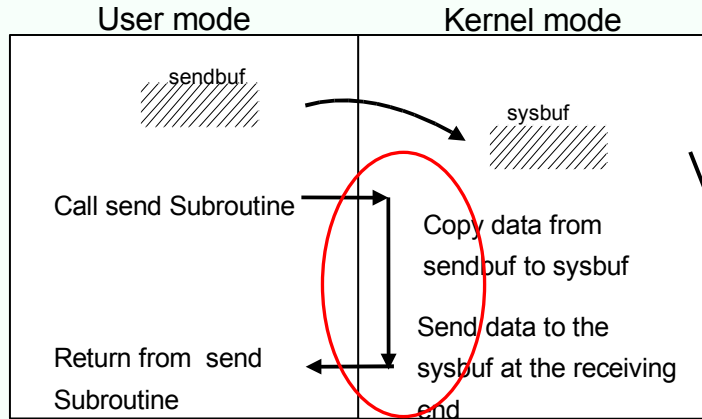 User mode
Kernel mode
sendbuf
sysbuf
Call send Subroutine
Copy data from
sendbuf to sysbuf
Send data to the
sysbuf at the receiving
end
Return from send
Subroutine